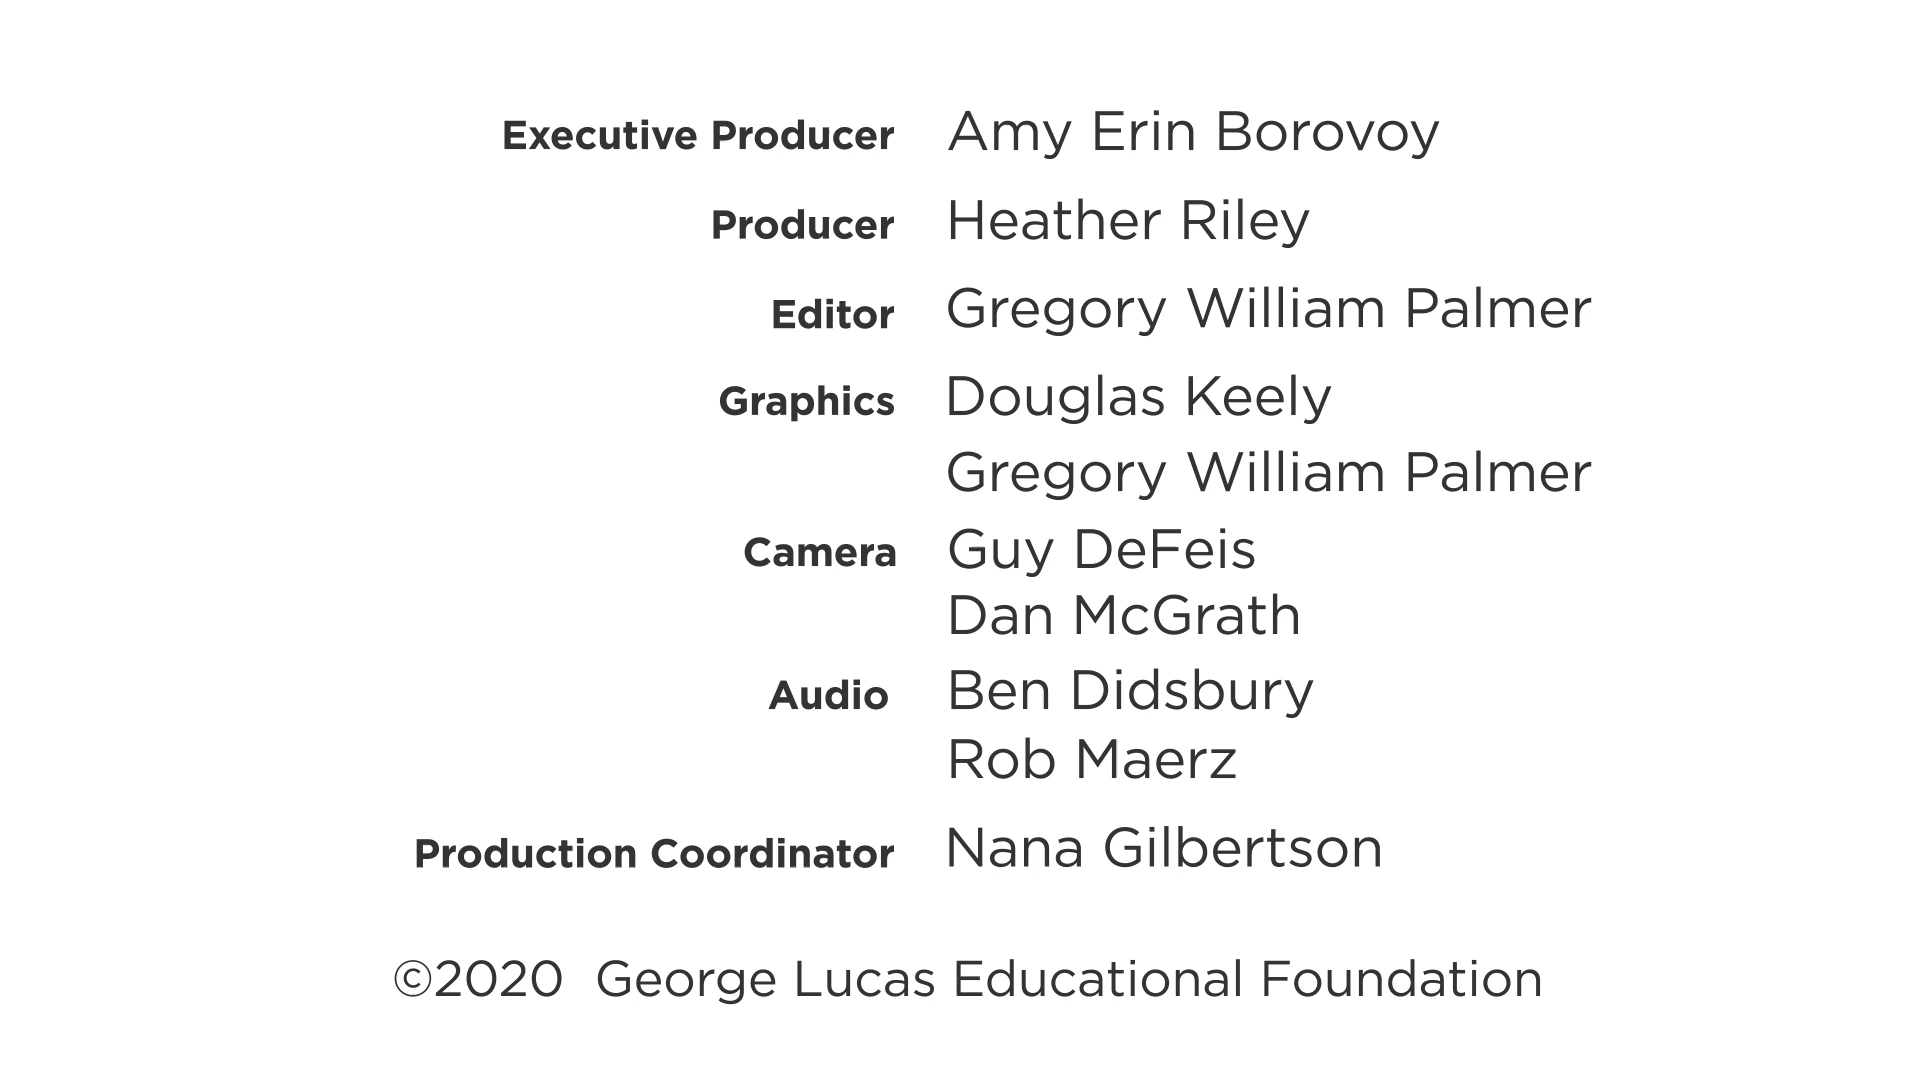 Executive Producer Amy Erin Borovoy
Producer Heather Riley
Editor Gregory William Palmer
Graphics Douglas Keely
Gregory William Palmer
Camera Guy DeFeis
Dan McGrath
Audio Ben Didsbury
Rob Maerz
Production Coordinator Nana Gilbertson
©2020 George Lucas Educational Foundation